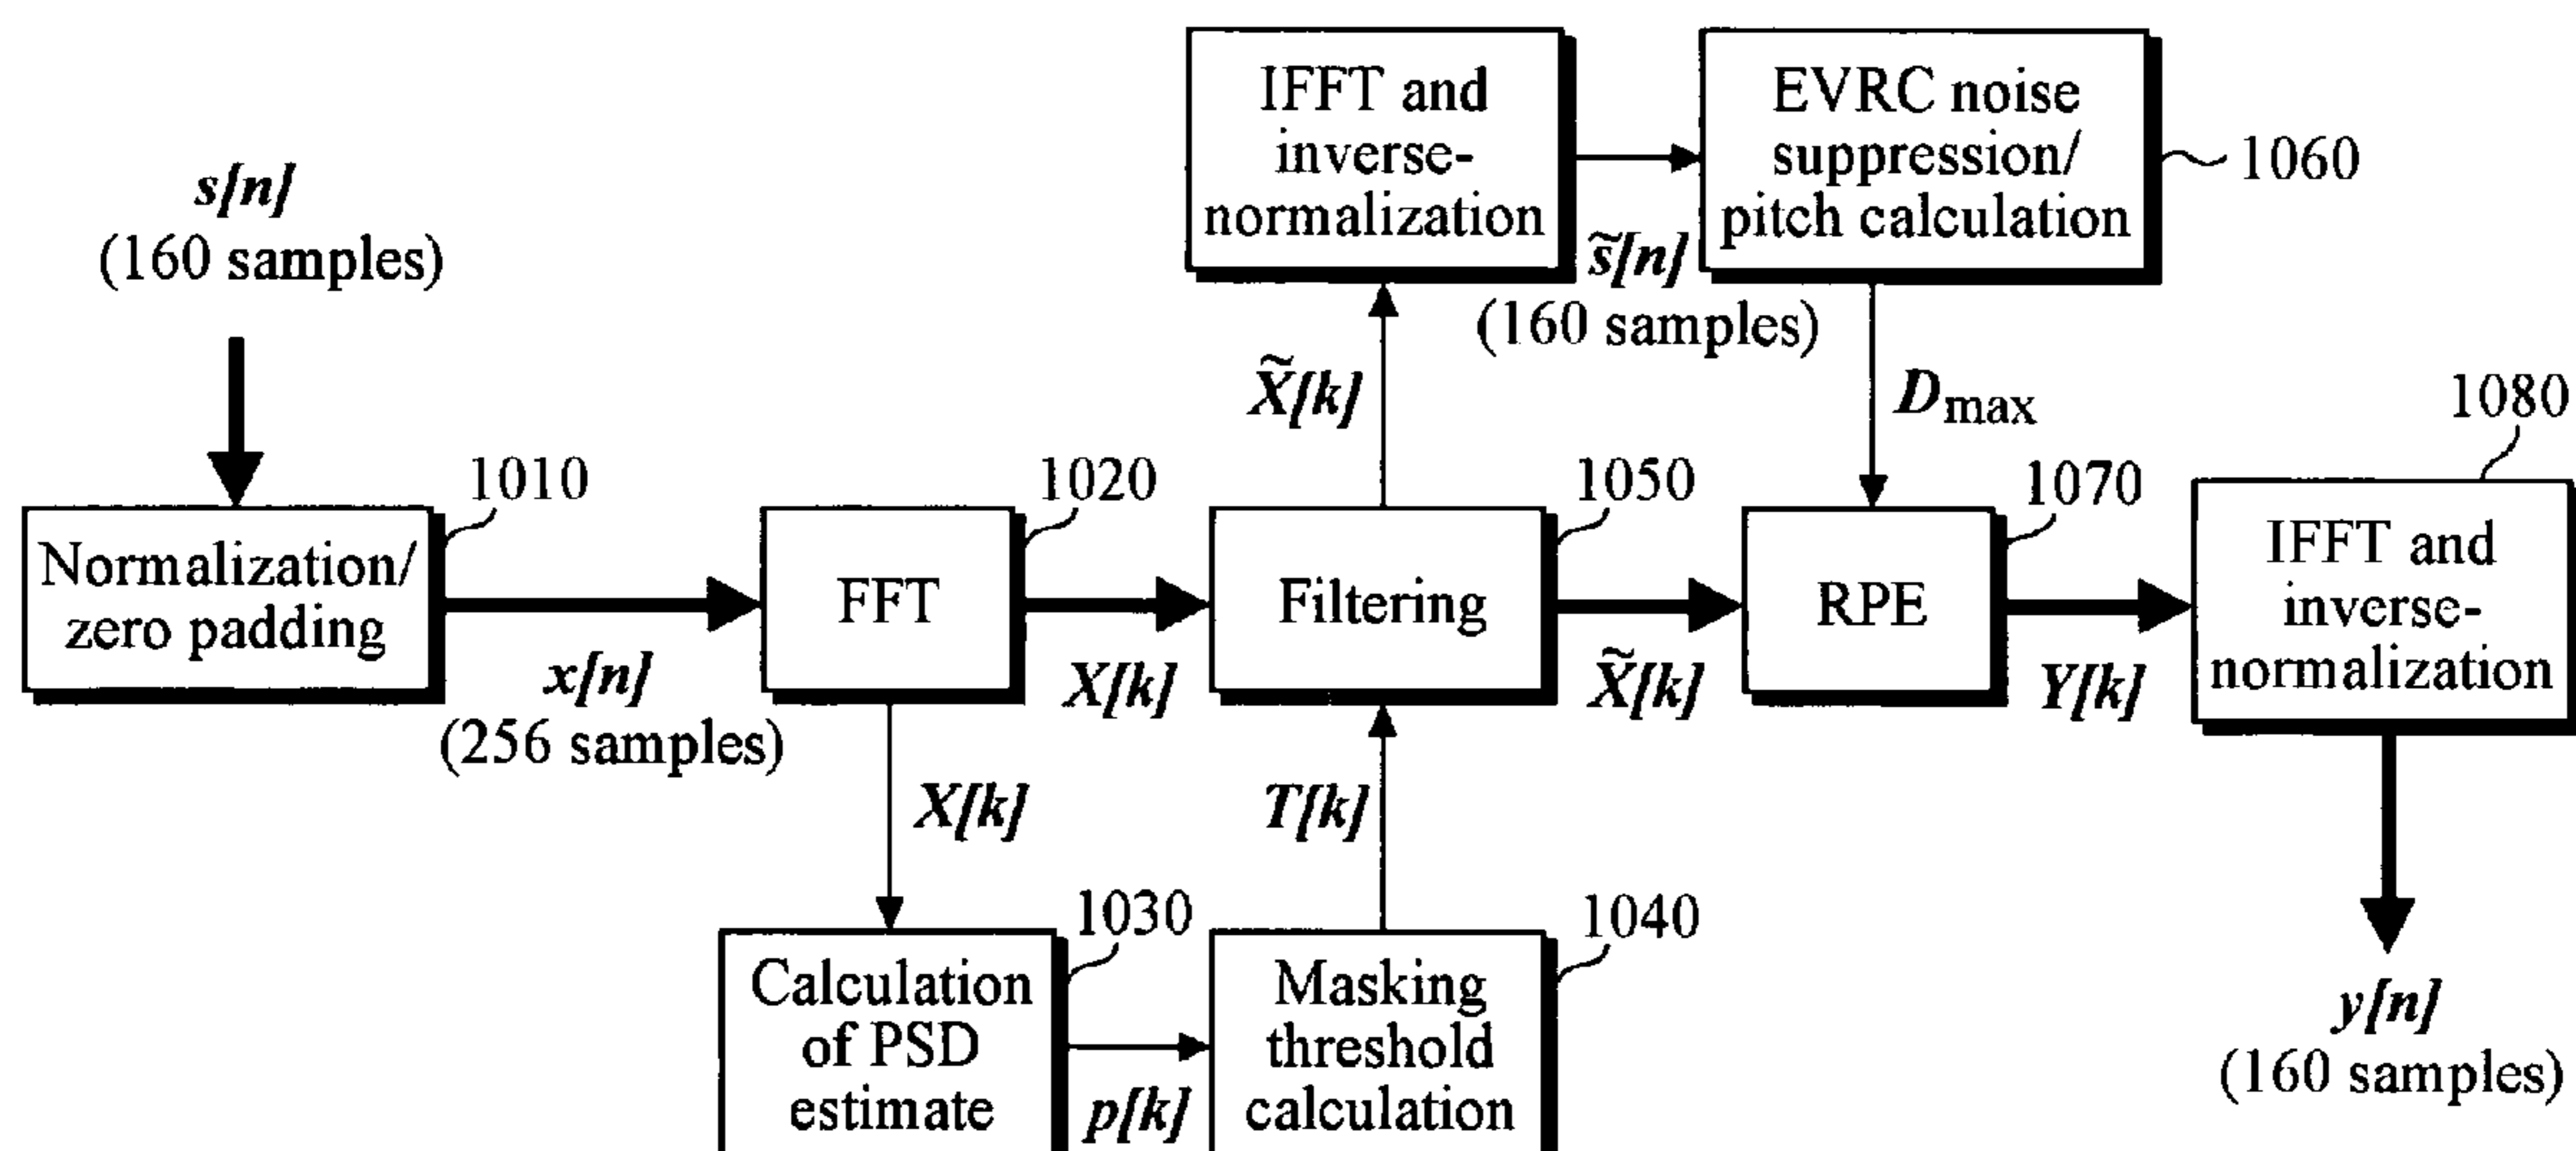 IFFT and
inverse-
normalization
EVRC noise
suppression/
pitch calculation
1060
s[n]
(160 samples)
s̃[n]
(160 samples)
X̃[k]
D max
1080
1010
1020
1050
1070
Normalization/
zero padding
FFT
Filtering
RPE
IFFT and
inverse-
normalization
x[n]
(256 samples)
X[k]
X̃[k]
Y[k]
X[k]
T[k]
1030
1040
Calculation
of PSD
estimate
p[k]
Masking
threshold
calculation
y[n]
(160 samples)